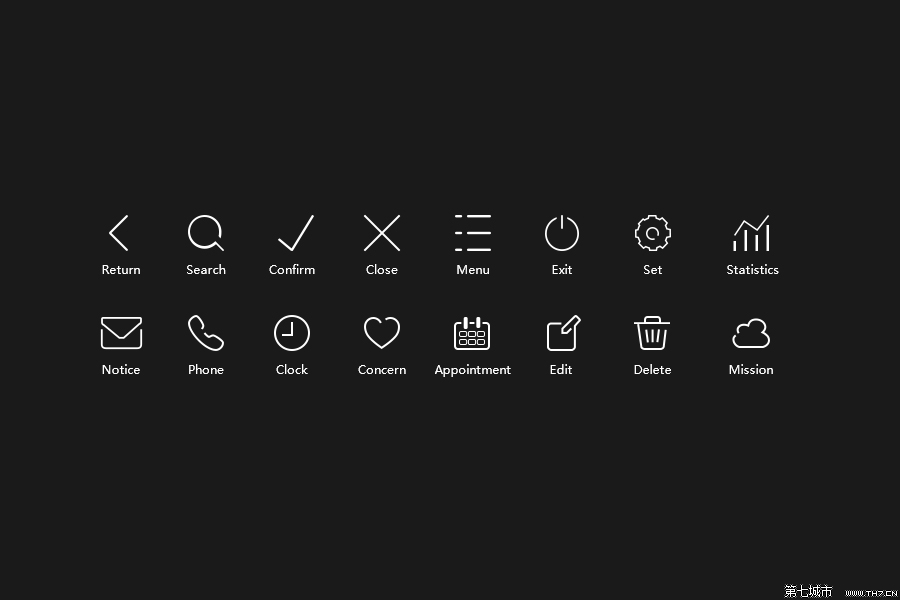 Return Search Confirm Close Menu Exit Set Statistics
Notice Phone Clock Concern Appointment Edit Delete Mission
第七城市 WWW.TH7.CN